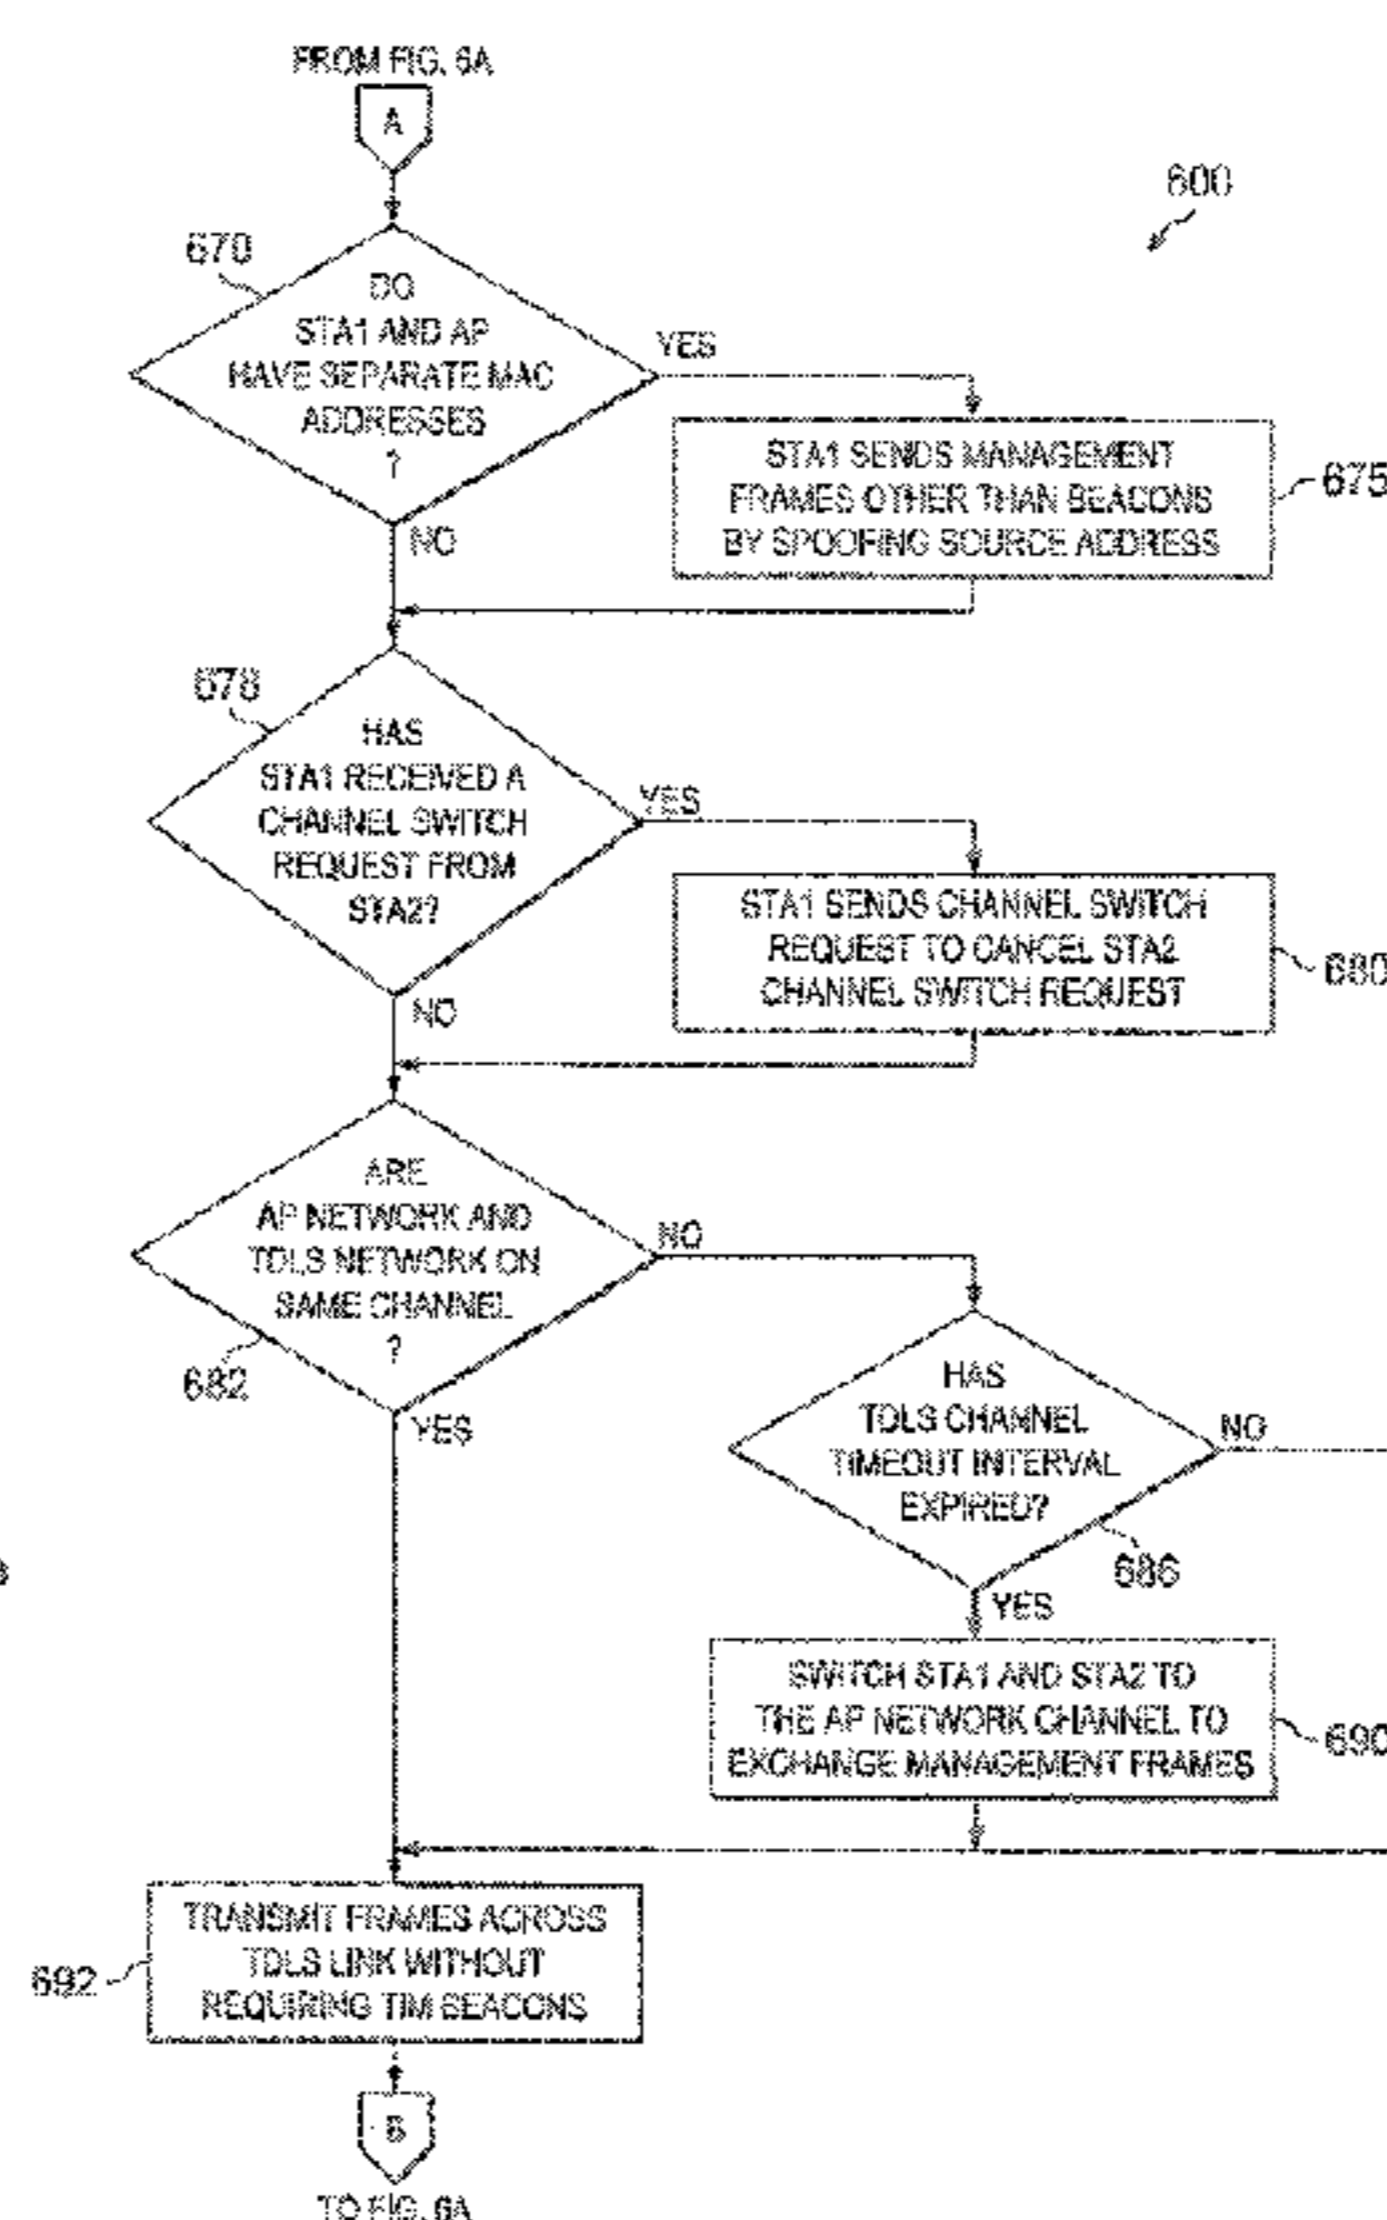 FROM FIG. 6A
A
600
670
DO
STA1 AND AP
HAVE SEPARATE MAC
ADDRESSES
?
YES
NO
STA1 SENDS MANAGEMENT
FRAMES OTHER THAN BEACONS
BY SPOOFING SOURCE ADDRESS
675
678
HAS
STA1 RECEIVED A
CHANNEL SWITCH
REQUEST FROM
STA2?
YES
NO
STA1 SENDS CHANNEL SWITCH
REQUEST TO CANCEL STA2
CHANNEL SWITCH REQUEST
680
ARE
AP NETWORK AND
TDLS NETWORK ON
SAME CHANNEL
?
NO
682
YES
HAS
TDLS CHANNEL
TIMEOUT INTERVAL
EXPIRED?
NO
686
YES
SWITCH STA1 AND STA2 TO
THE AP NETWORK CHANNEL TO
EXCHANGE MANAGEMENT FRAMES
690
TRANSMIT FRAMES ACROSS
TDLS LINK WITHOUT
REQUIRING TIM BEACONS
692
B
TO FIG. 6A